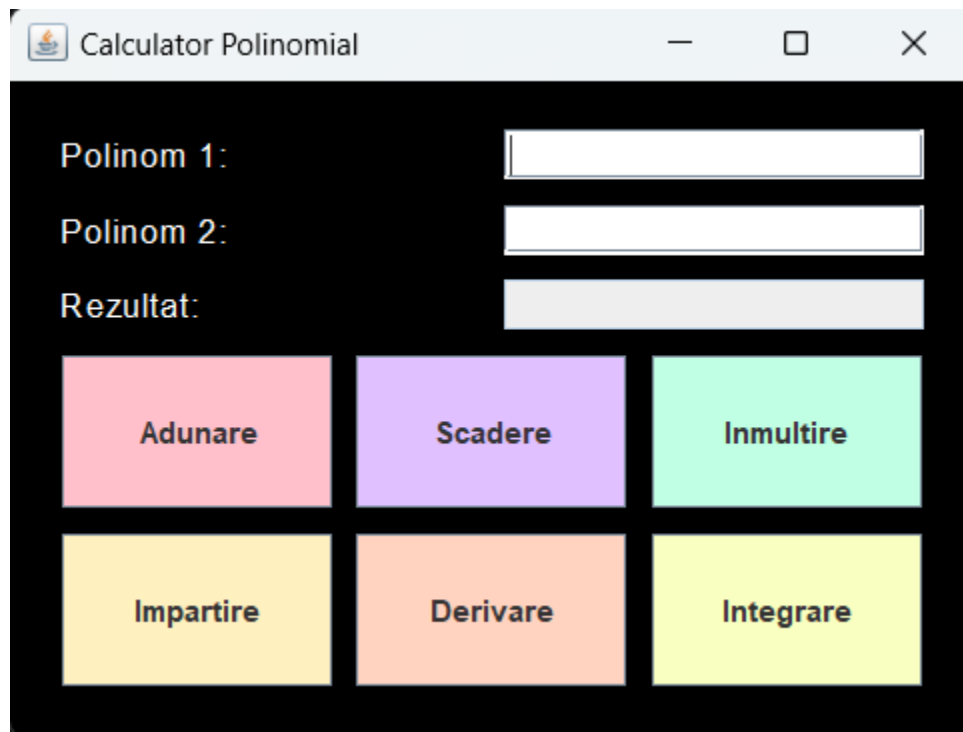 Calculator Polinomial
Polinom 1:
Polinom 2:
Rezultat:
Adunare Scadere Inmultire
Impartire Derivare Integrare